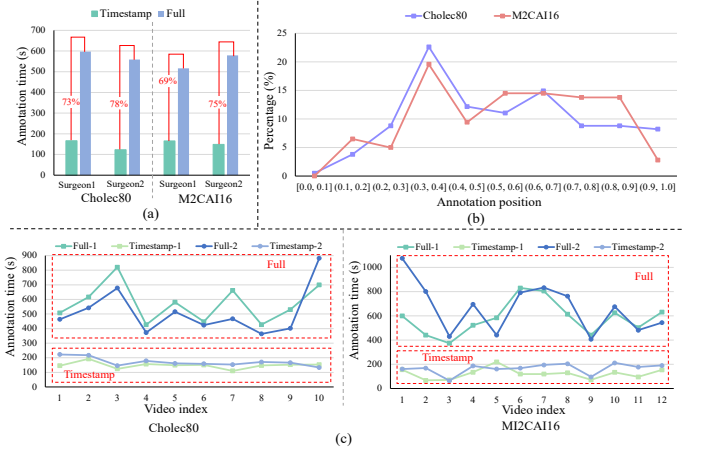 Timestamp Full
Annotation time (s)
700
600
500
400
300
200
100
0
73%
78%
69%
75%
Surgeon1 Surgeon2 Surgeon1 Surgeon2
Cholec80 M2CAI16
(a)
Cholec80 M2CAI16
Percentage (%)
25
20
15
10
5
0
[0.0, 0.1] (0.1, 0.2] (0.2, 0.3] (0.3, 0.4] (0.4, 0.5] (0.5, 0.6] (0.6, 0.7] (0.7, 0.8] (0.8, 0.9] (0.9, 1.0]
Annotation position
(b)
Full-1 Timestamp-1 Full-2 Timestamp-2
Annotation time (s)
900
800
700
600
500
400
300
200
100
0
Full
Timestamp
1 2 3 4 5 6 7 8 9 10
Video index
Cholec80
Full-1 Timestamp-1 Full-2 Timestamp-2
Annotation time (s)
1000
800
600
400
200
0
Full
Timestamp
1 2 3 4 5 6 7 8 9 10 11 12
Video index
MI2CAI16
(c)